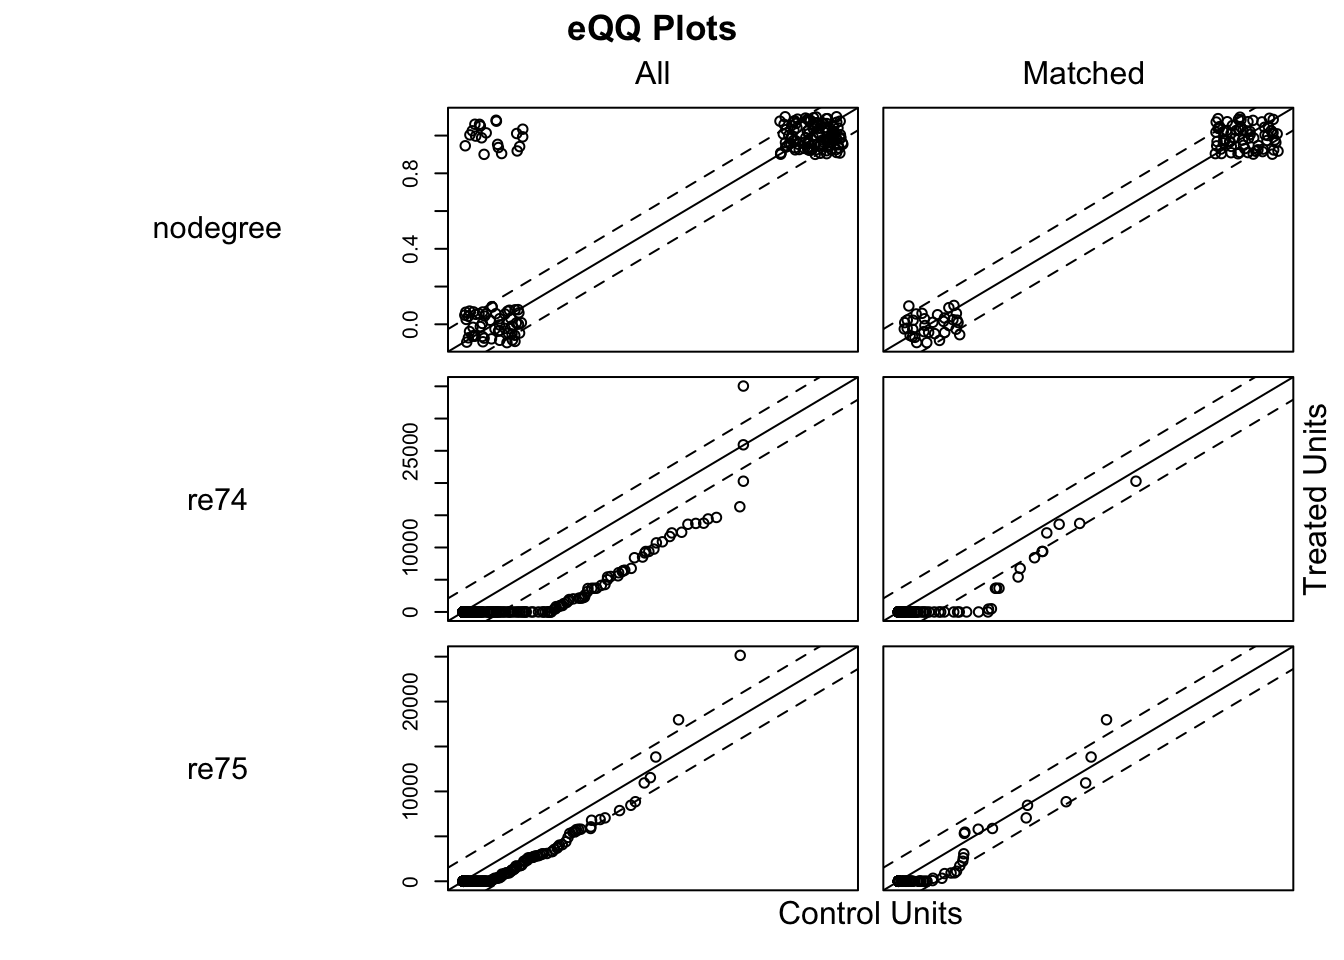 eQQ Plots
All Matched
nodegree
0.8
0.4
0.0
re74
25000
10000
0
re75
20000
10000
0
Treated Units
Control Units